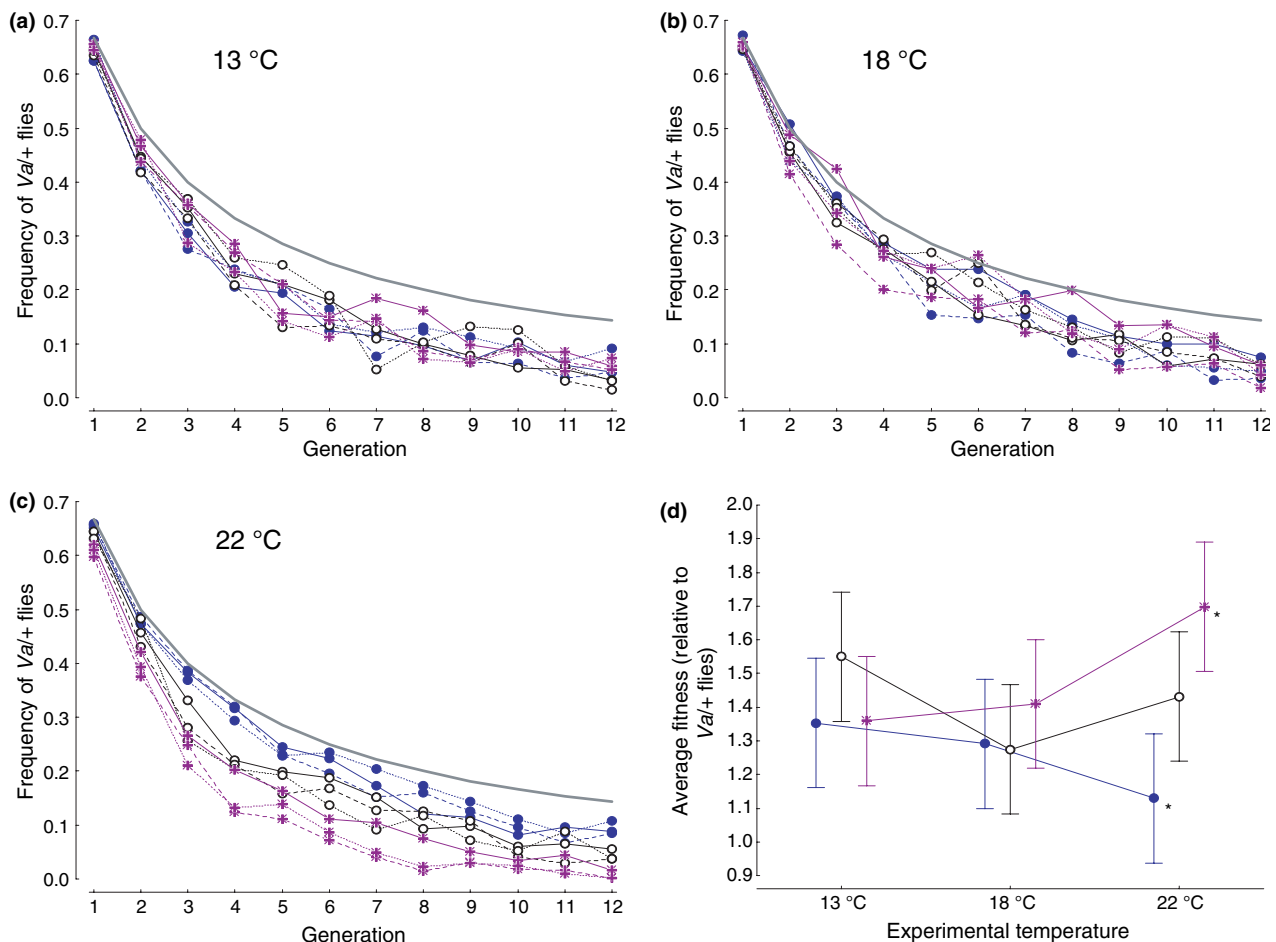 (a)
13 °C
Frequency of Va/+ flies
0.7
0.6
0.5
0.4
0.3
0.2
0.1
0.0
1 2 3 4 5 6 7 8 9 10 11 12
Generation
(b)
18 °C
Frequency of Va/+ flies
0.7
0.6
0.5
0.4
0.3
0.2
0.1
0.0
1 2 3 4 5 6 7 8 9 10 11 12
Generation
(c)
22 °C
Frequency of Va/+ flies
0.7
0.6
0.5
0.4
0.3
0.2
0.1
0.0
1 2 3 4 5 6 7 8 9 10 11 12
Generation
(d)
Average fitness (relative to
Va/+ flies)
2.0
1.9
1.8
1.7
1.6
1.5
1.4
1.3
1.2
1.1
1.0
0.9
*
*
13 °C 18 °C 22 °C
Experimental temperature